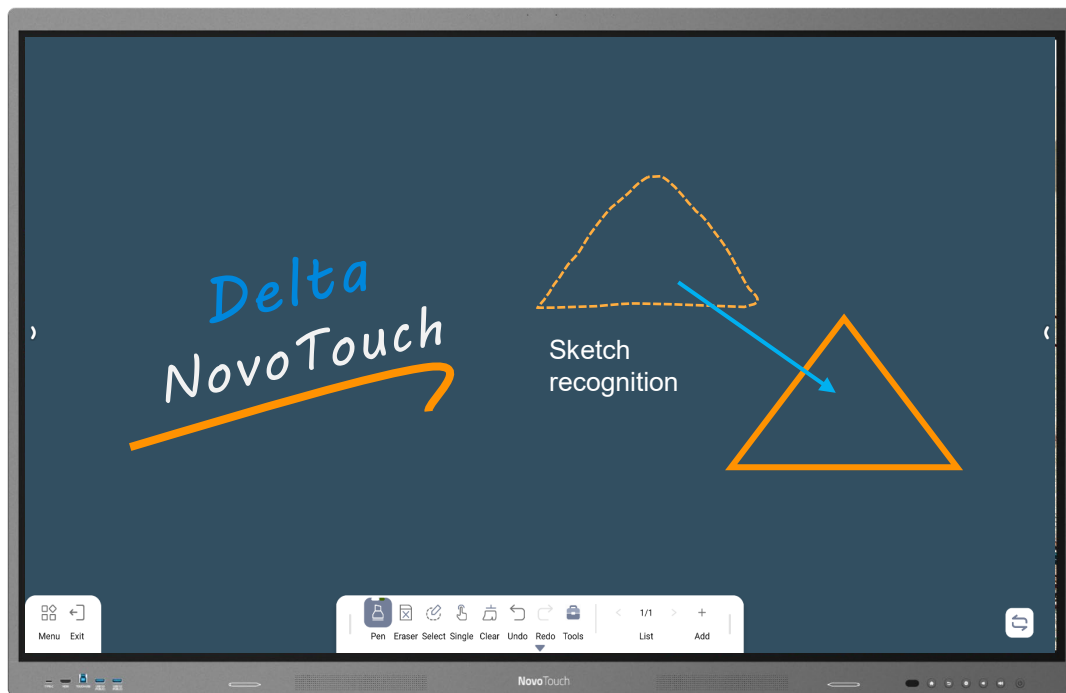 Delta
NovoTouch
Sketch
recognition
Menu Exit
Pen Eraser Select Single Clear Undo Redo Tools
1/1
List Add
NovoTouch